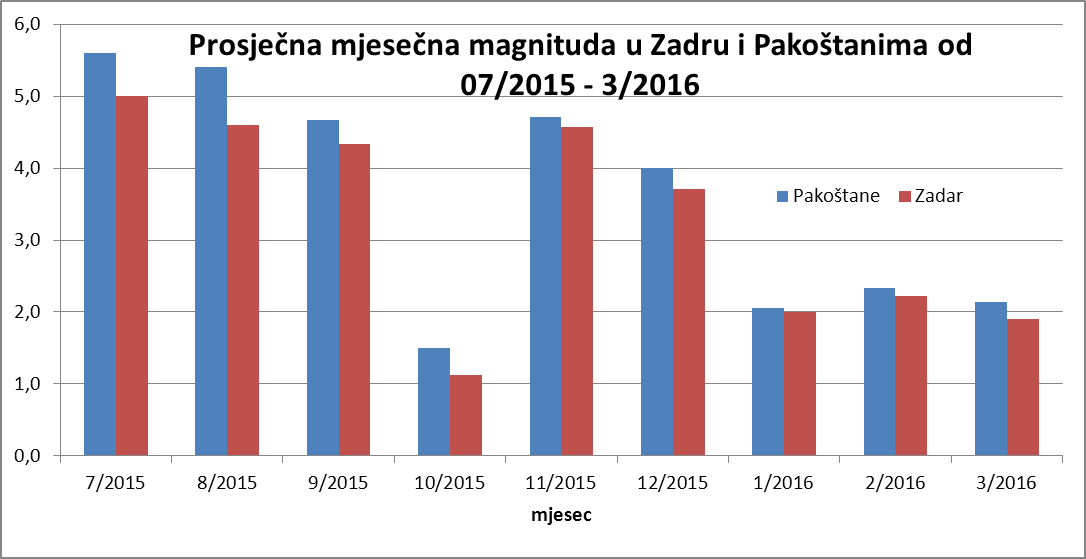 Prosječna mjesečna magnituda u Zadru i Pakoštanima od
07/2015 - 3/2016
6,0
5,0
4,0
3,0
2,0
1,0
0,0
Pakoštane Zadar
7/2015 8/2015 9/2015 10/2015 11/2015 12/2015 1/2016 2/2016 3/2016
mjesec